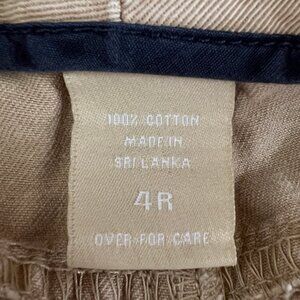 100% COTTON
MADE IN
SRI LANKA
4R
OVER FOR CARE